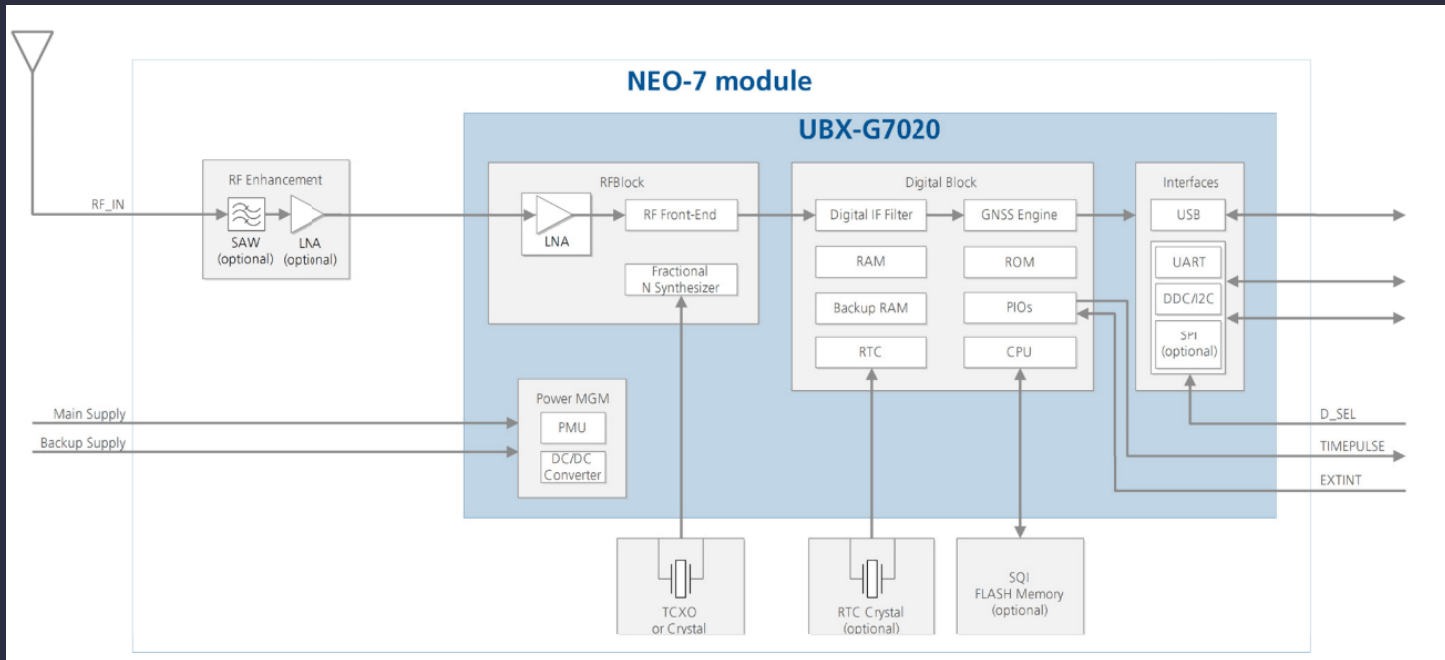 NEO-7 module
UBX-G7020
RF_IN
RF Enhancement
SAW
(optional)
LNA
(optional)
RFBlock
LNA
RF Front-End
Fractional
N Synthesizer
Digital Block
Digital IF Filter
GNSS Engine
RAM
ROM
Backup RAM
PIOs
RTC
CPU
Interfaces
USB
UART
DDC/I2C
SPI
(optional)
Main Supply
Backup Supply
Power MGM
PMU
DC/DC
Converter
D_SEL
TIMEPULSE
EXTINT
TCXO
or Crystal
RTC Crystal
(optional)
SQI
FLASH Memory
(optional)